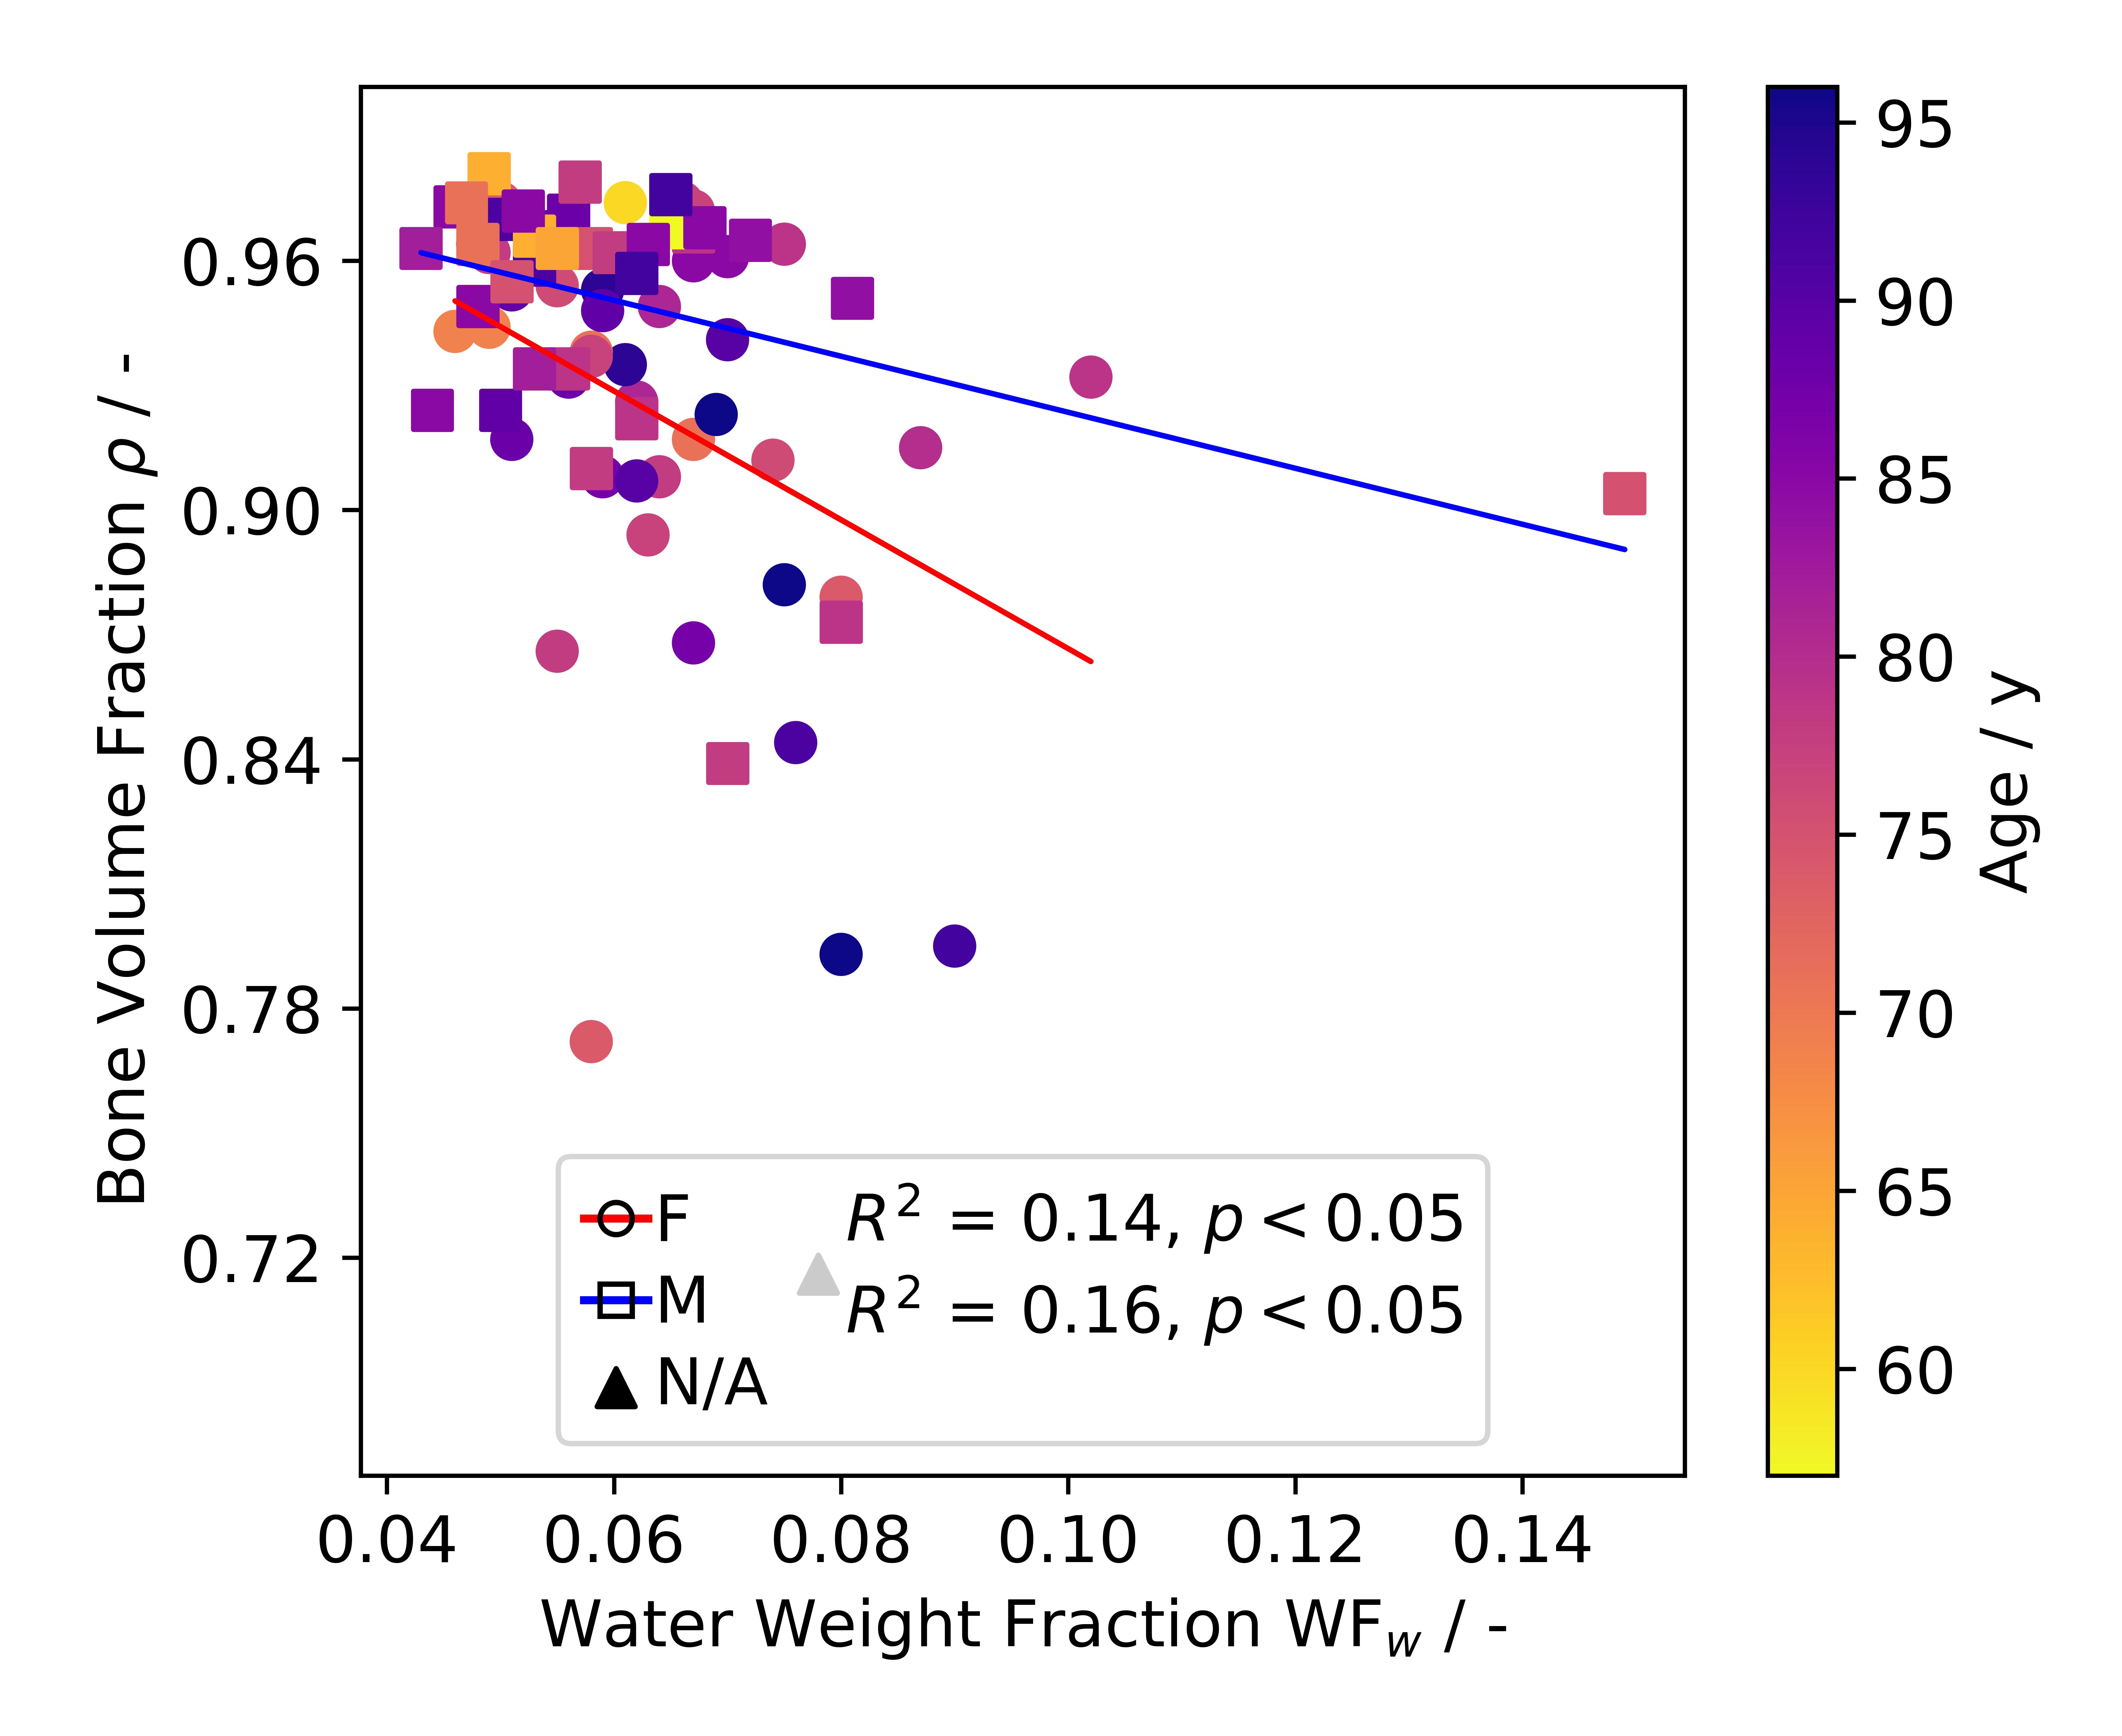 0.96
0.90
0.84
0.78
0.72
Bone Volume Fraction ρ / -
0.04 0.06 0.08 0.10 0.12 0.14
Water Weight Fraction WF_w / -
F R² = 0.14, p < 0.05
M R² = 0.16, p < 0.05
N/A
95
90
85
80
75
70
65
60
Age / y